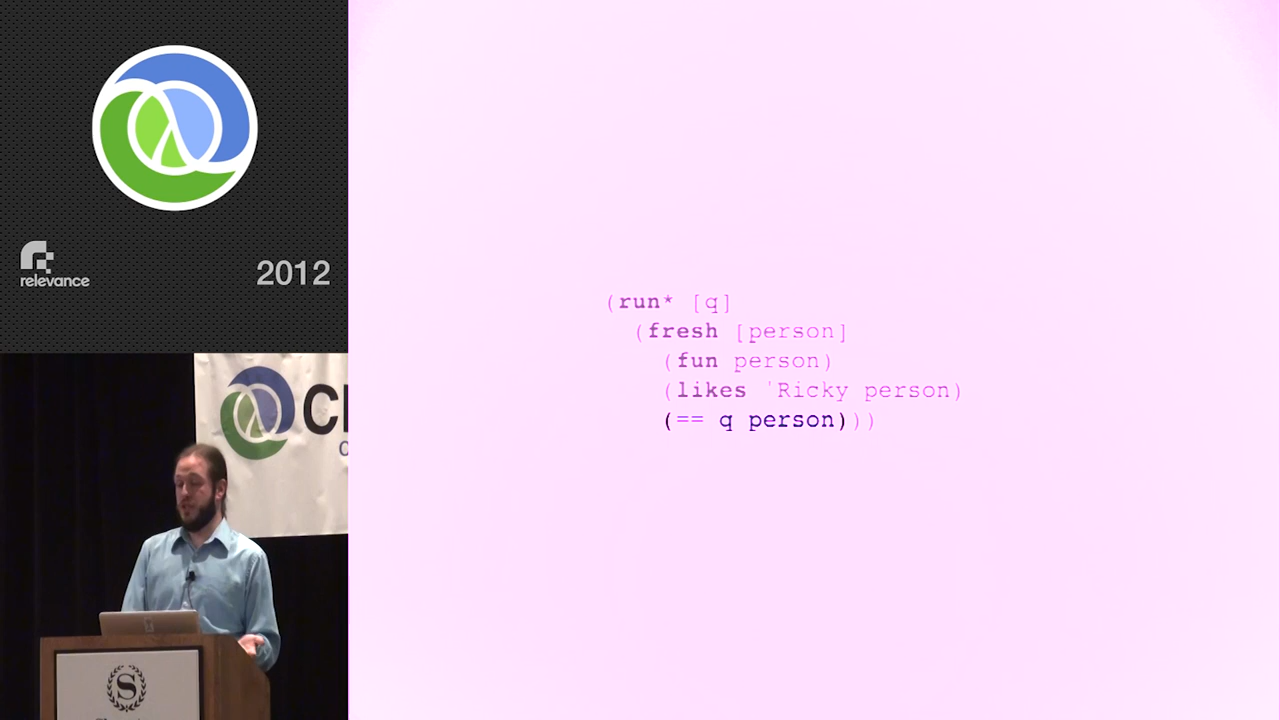 relevance
2012
(run* [q]
(fresh [person]
(fun person)
(likes 'Ricky person)
(== q person)))
S